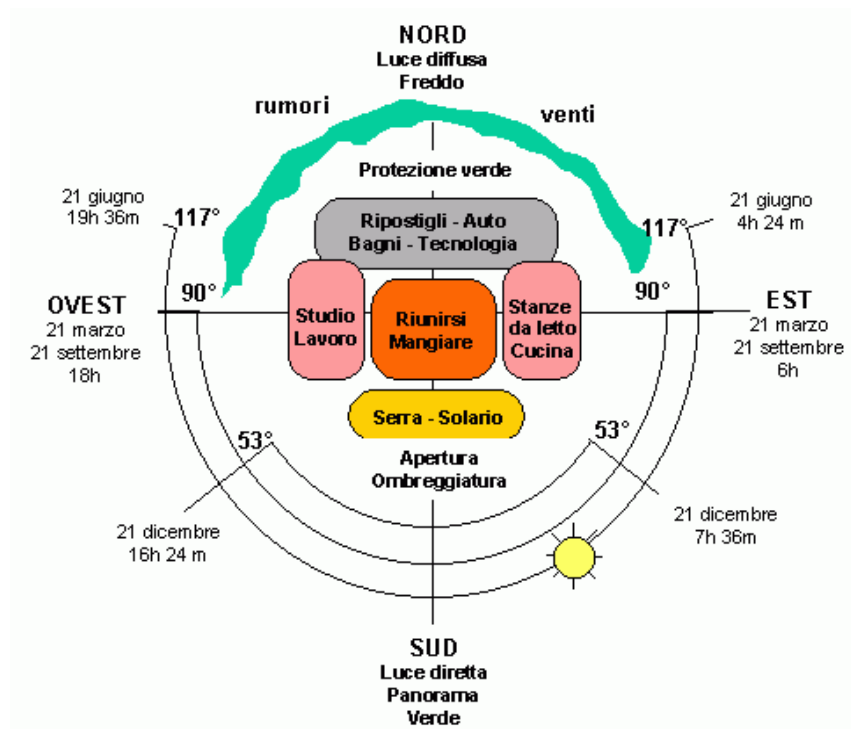 NORD
Luce diffusa
Freddo
rumori
venti
Protezione verde
21 giugno
19h 36m
117°
117°
21 giugno
4h 24 m
Ripostigli - Auto
Bagni - Tecnologia
90°
90°
OVEST
21 marzo
21 settembre
18h
Studio
Lavoro
Riunirsi
Mangiare
Stanze
da letto
Cucina
EST
21 marzo
21 settembre
6h
Serra - Solario
53°
53°
Apertura
Ombreggiatura
21 dicembre
16h 24 m
21 dicembre
7h 36m
SUD
Luce diretta
Panorama
Verde